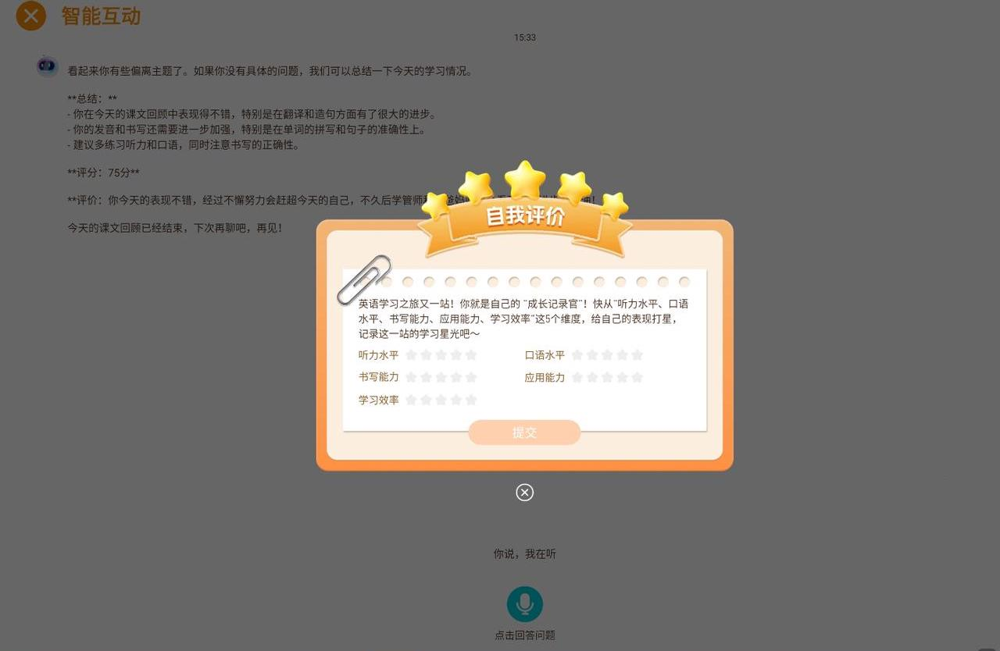 智能互动
15:33
看起来你有些偏离主题了。如果你没有具体的问题，我们可以总结一下今天的学习情况。
**总结：**
- 你在今天的课文回顾中表现得不错，特别是在翻译和造句方面有了很大的进步。
- 你的发音和书写还需要进一步加强，特别是在单词的拼写和句子的准确性上。
- 建议多练习听力和口语，同时注意书写的正确性。
**评分：75分**
**评价：你今天的表现不错，经过不懈努力会赶超今天的自己，不久后学管师
今天的课文回顾已经结束，下次再聊吧，再见！
自我评价
英语学习之旅又一站！你就是自己的 "成长记录官"！快从"听力水平、口语
水平、书写能力、应用能力、学习效率"这5个维度，给自己的表现打星，
记录这一站的学习星光吧～
听力水平
口语水平
书写能力
应用能力
学习效率
提交
你说，我在听
点击回答问题